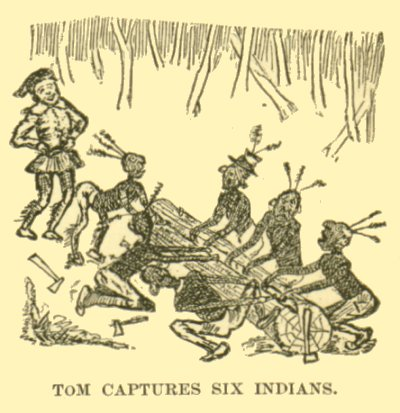 TOM CAPTURES SIX INDIANS.